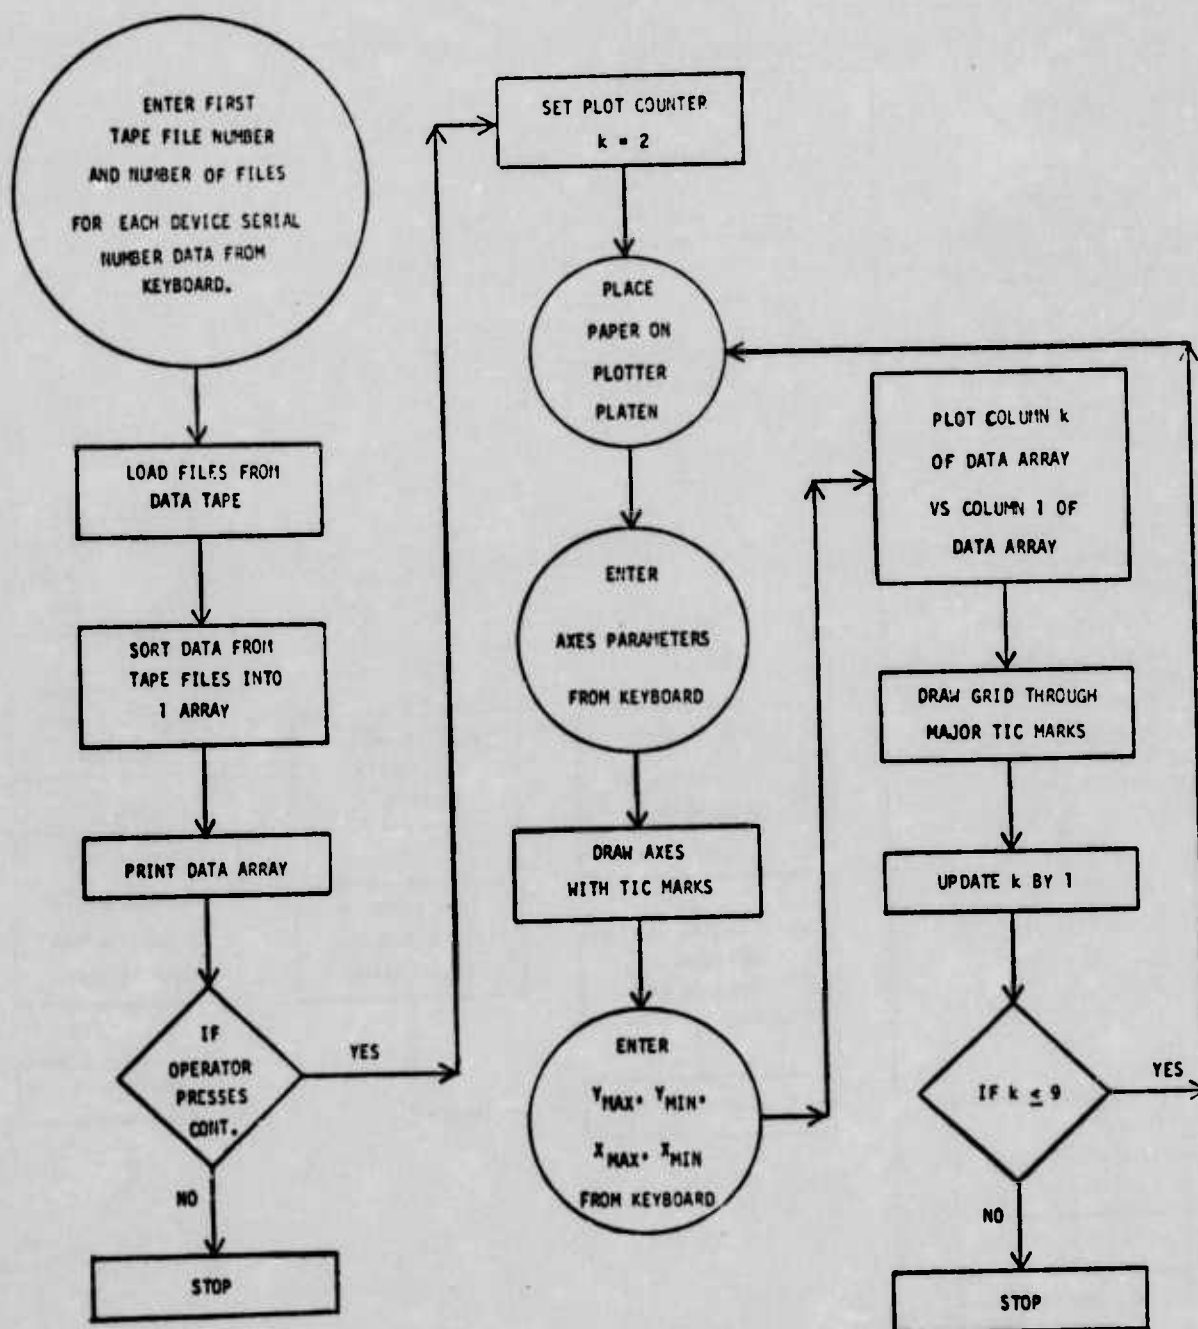 ENTER FIRST
TAPE FILE NUMBER
AND NUMBER OF FILES
FOR EACH DEVICE SERIAL
NUMBER DATA FROM
KEYBOARD.
LOAD FILES FROM
DATA TAPE
SORT DATA FROM
TAPE FILES INTO
1 ARRAY
PRINT DATA ARRAY
IF
OPERATOR
PRESSES
CONT.
YES
NO
STOP
SET PLOT COUNTER
k = 2
PLACE
PAPER ON
PLOTTER
PLATEN
ENTER
AXES PARAMETERS
FROM KEYBOARD
DRAW AXES
WITH TIC MARKS
ENTER
Y_MAX, Y_MIN,
X_MAX, X_MIN
FROM KEYBOARD
PLOT COLUMN k
OF DATA ARRAY
VS COLUMN 1 OF
DATA ARRAY
DRAW GRID THROUGH
MAJOR TIC MARKS
UPDATE k BY 1
IF k ≤ 9
YES
NO
STOP